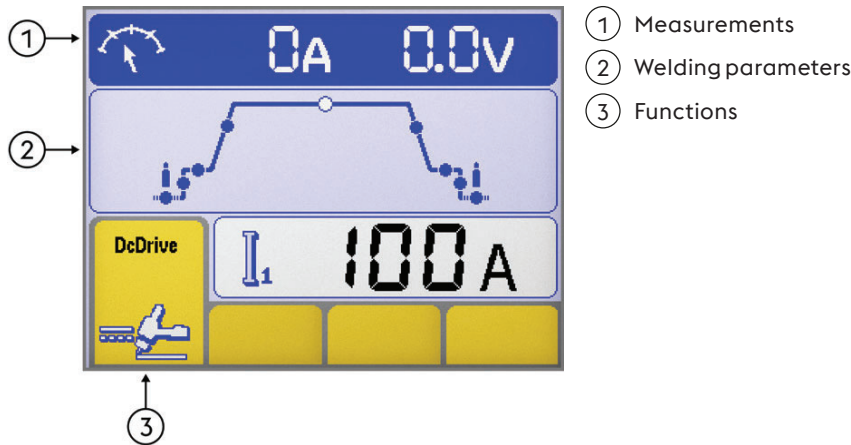 1 Measurements
2 Welding parameters
3 Functions
1
0A 0.0V
2
DcDrive
I1 100A
3